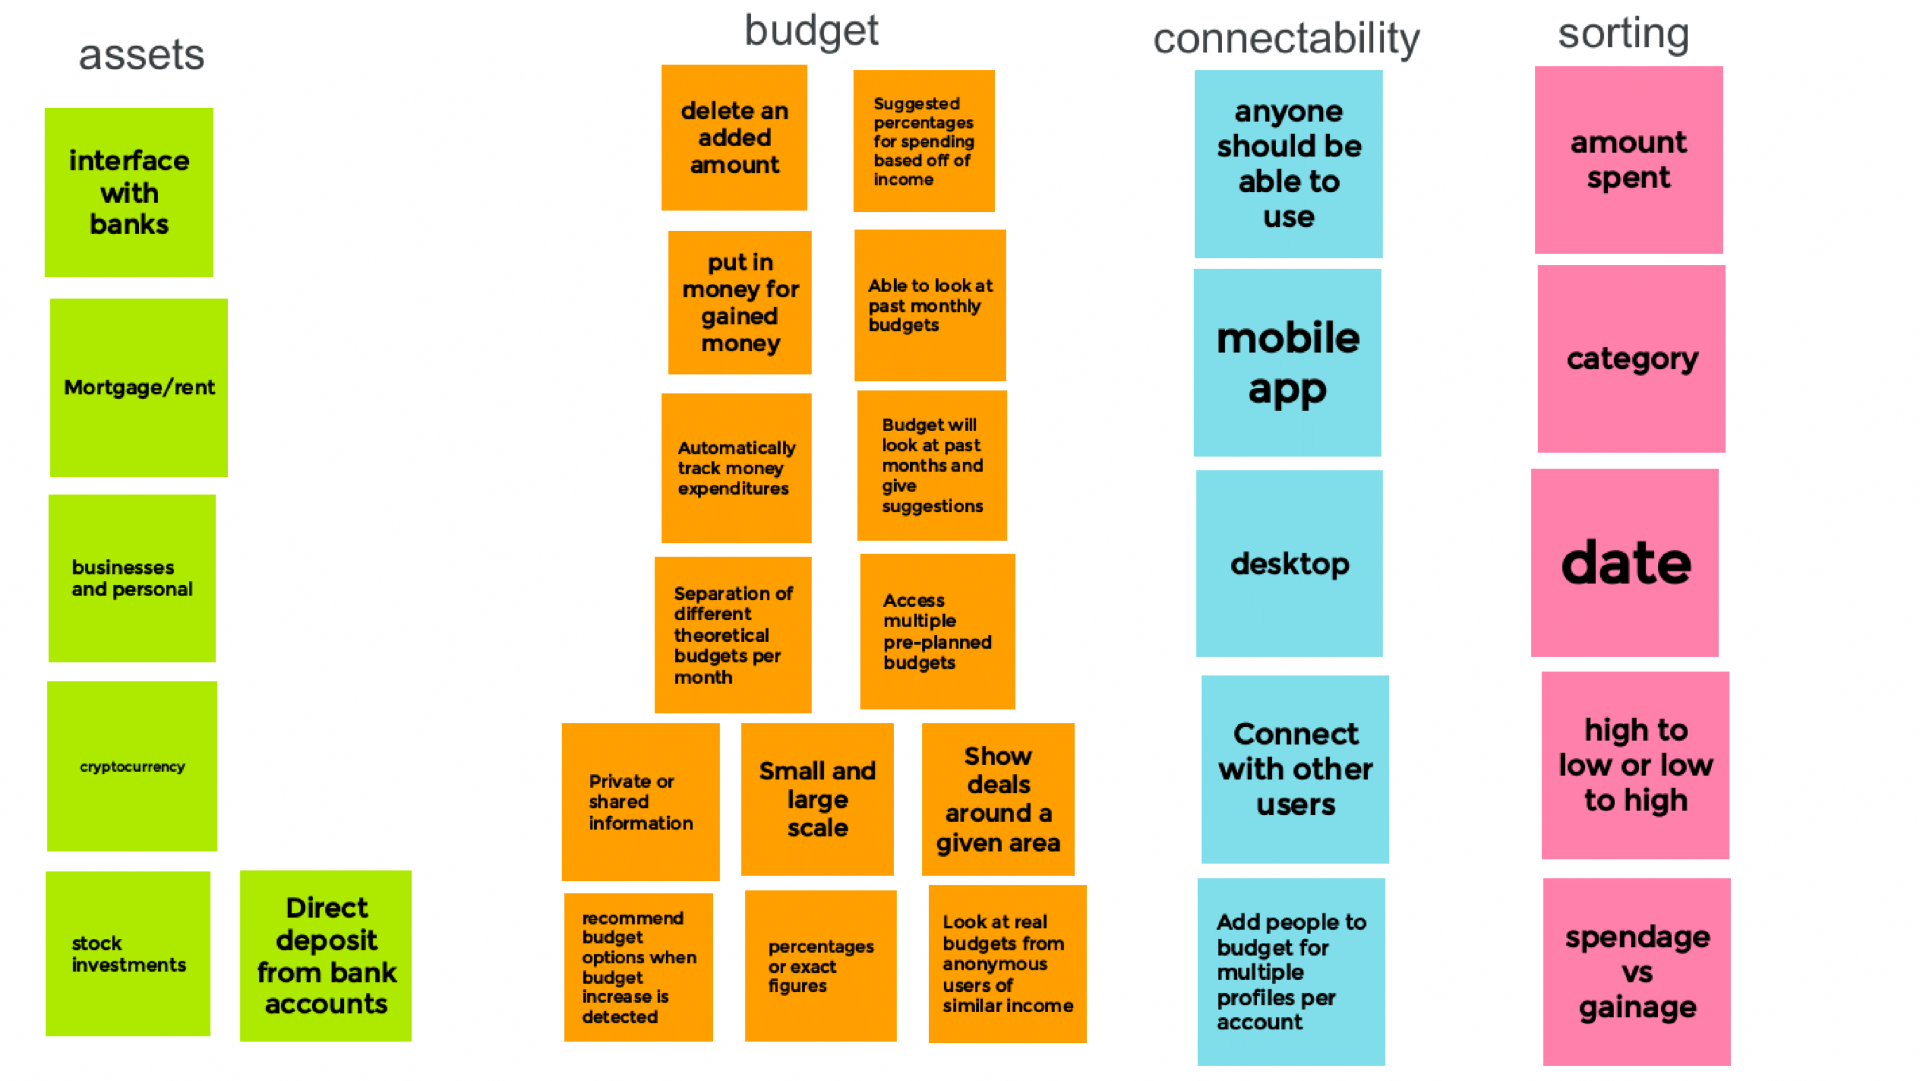 assets
interface
with
banks
Mortgage/rent
businesses
and personal
cryptocurrency
stock
investments
Direct
deposit
from bank
accounts
budget
delete an
added
amount
Suggested
percentages
for spending
based off of
income
put in
money for
gained
money
Able to look at
past monthly
budgets
Automatically
track money
expenditures
Budget will
look at past
months and
give
suggestions
Separation of
different
theoretical
budgets per
month
Access
multiple
pre-planned
budgets
Private or
shared
information
Small and
large
scale
Show
deals
around a
given area
recommend
budget
options when
budget
increase is
detected
percentages
or exact
figures
Look at real
budgets from
anonymous
users of
similar income
connectability
anyone
should be
able to
use
mobile
app
desktop
Connect
with other
users
Add people to
budget for
multiple
profiles per
account
sorting
amount
spent
category
date
high to
low or low
to high
spendage
vs
gainage